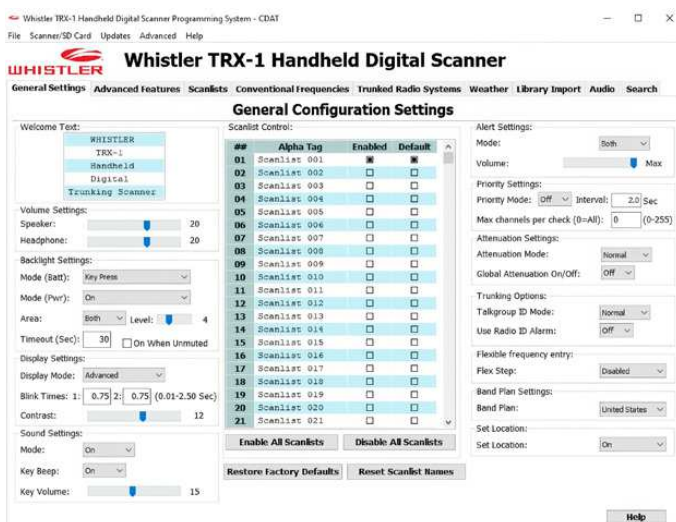 Whistler TRX-1 Handheld Digital Scanner Programming System - CDAT
File Scanner/SD Card Updates Advanced Help
WHISTLER
Whistler TRX-1 Handheld Digital Scanner
General Settings Advanced Features Scanlists Conventional Frequencies Trunked Radio Systems Weather Library Import Audio Search
General Configuration Settings
Welcome Text:
WHISTLER
TRX-1
Handheld
Digital
Trunking Scanner
Volume Settings:
Speaker: 20
Headphone: 20
Backlight Settings:
Mode (Batt): Key Press
Mode (Pwr): On
Area: Both Level: 4
Timeout (Sec): 30 On When Unmuted
Display Settings:
Display Mode: Advanced
Blink Times: 1: 0.75 2: 0.75 (0.01-2.50 Sec)
Contrast: 12
Sound Settings:
Mode: On
Key Beep: On
Key Volume: 15
Scanlist Control:
## Alpha Tag Enabled Default
01 Scanlist 001
02 Scanlist 002
03 Scanlist 003
04 Scanlist 004
05 Scanlist 005
06 Scanlist 006
07 Scanlist 007
08 Scanlist 008
09 Scanlist 009
10 Scanlist 010
11 Scanlist 011
12 Scanlist 012
13 Scanlist 013
14 Scanlist 014
15 Scanlist 015
16 Scanlist 016
17 Scanlist 017
18 Scanlist 018
19 Scanlist 019
20 Scanlist 020
21 Scanlist 021
Enable All Scanlists Disable All Scanlists
Restore Factory Defaults Reset Scanlist Names
Alert Settings:
Mode: Both
Volume: Max
Priority Settings:
Priority Mode: Off Interval: 2.0 Sec
Max channels per check (0=All): 0 (0-255)
Attenuation Settings:
Attenuation Mode: Normal
Global Attenuation On/Off: Off
Trunking Options:
Talkgroup ID Mode: Normal
Use Radio ID Alarm: Off
Flexible frequency entry:
Flex Step: Disabled
Band Plan Settings:
Band Plan: United States
Set Location:
Set Location: On
Help